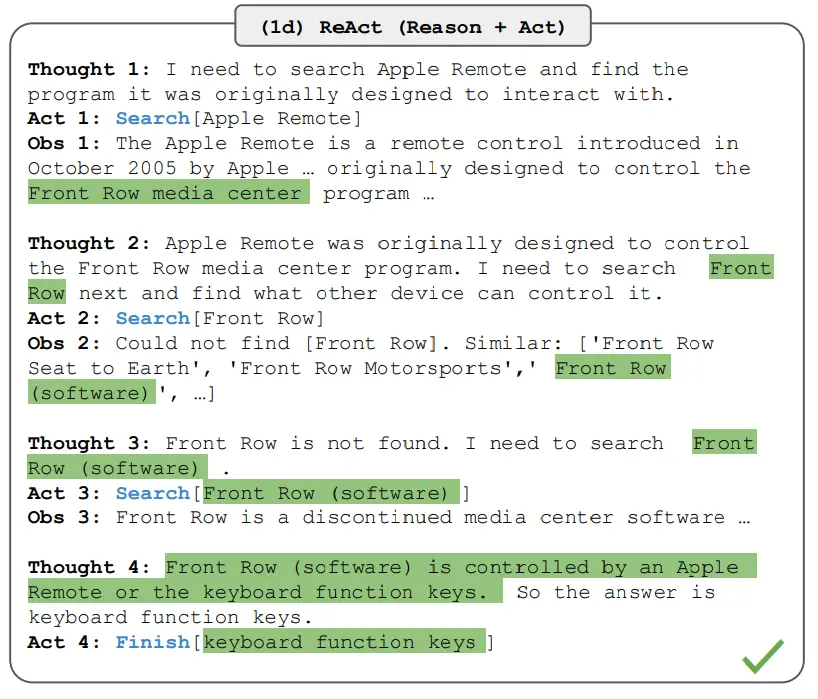 (1d) ReAct (Reason + Act)
Thought 1: I need to search Apple Remote and find the
program it was originally designed to interact with.
Act 1: Search[Apple Remote]
Obs 1: The Apple Remote is a remote control introduced in
October 2005 by Apple … originally designed to control the
Front Row media center program …
Thought 2: Apple Remote was originally designed to control
the Front Row media center program. I need to search Front
Row next and find what other device can control it.
Act 2: Search[Front Row]
Obs 2: Could not find [Front Row]. Similar: ['Front Row
Seat to Earth', 'Front Row Motorsports',' Front Row
(software)', …]
Thought 3: Front Row is not found. I need to search Front
Row (software) .
Act 3: Search[Front Row (software) ]
Obs 3: Front Row is a discontinued media center software …
Thought 4: Front Row (software) is controlled by an Apple
Remote or the keyboard function keys. So the answer is
keyboard function keys.
Act 4: Finish[keyboard function keys ]